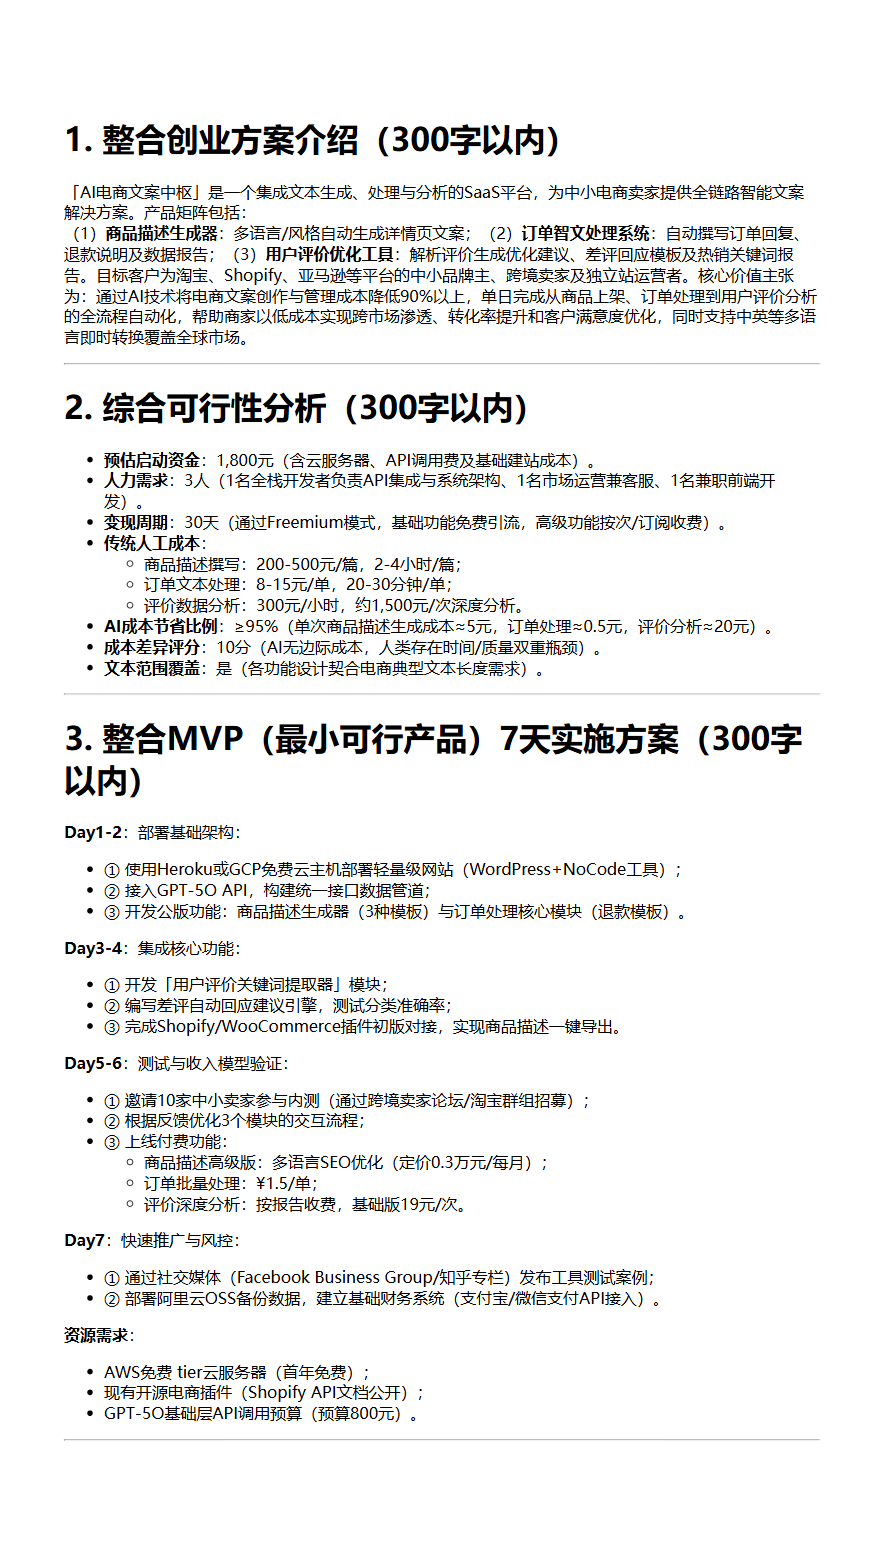 1. 整合创业方案介绍（300字以内）
「AI电商文案中枢」是一个集成文本生成、处理与分析的SaaS平台，为中小电商卖家提供全链路智能文案
解决方案。产品矩阵包括：
（1）商品描述生成器：多语言/风格自动生成详情页文案；（2）订单智文处理系统：自动撰写订单回复、
退款说明及数据报告；（3）用户评价优化工具：解析评价生成优化建议、差评回应模板及热销关键词报
告。目标客户为淘宝、Shopify、亚马逊等平台的中小品牌主、跨境卖家及独立站运营者。核心价值主张
为：通过AI技术将电商文案创作与管理成本降低90%以上，单日完成从商品上架、订单处理到用户评价分析
的全流程自动化，帮助商家以低成本实现跨市场渗透、转化率提升和客户满意度优化，同时支持中英等多语
言即时转换覆盖全球市场。
2. 综合可行性分析（300字以内）
• 预估启动资金：1,800元（含云服务器、API调用费及基础建站成本）。
• 人力需求：3人（1名全栈开发者负责API集成与系统架构、1名市场运营兼客服、1名兼职前端开
发）。
• 变现周期：30天（通过Freemium模式，基础功能免费引流，高级功能按次/订阅收费）。
• 传统人工成本：
◦ 商品描述撰写：200-500元/篇，2-4小时/篇；
◦ 订单文本处理：8-15元/单，20-30分钟/单；
◦ 评价数据分析：300元/小时，约1,500元/次深度分析。
• AI成本节省比例：≥95%（单次商品描述生成成本≈5元，订单处理≈0.5元，评价分析≈20元）。
• 成本差异评分：10分（AI无边际成本，人类存在时间/质量双重瓶颈）。
• 文本范围覆盖：是（各功能设计契合电商典型文本长度需求）。
3. 整合MVP（最小可行产品）7天实施方案（300字
以内）
Day1-2：部署基础架构：
• ① 使用Heroku或GCP免费云主机部署轻量级网站（WordPress+NoCode工具）；
• ② 接入GPT-5O API，构建统一接口数据管道；
• ③ 开发公版功能：商品描述生成器（3种模板）与订单处理核心模块（退款模板）。
Day3-4：集成核心功能：
• ① 开发「用户评价关键词提取器」模块；
• ② 编写差评自动回应建议引擎，测试分类准确率；
• ③ 完成Shopify/WooCommerce插件初版对接，实现商品描述一键导出。
Day5-6：测试与收入模型验证：
• ① 邀请10家中小卖家参与内测（通过跨境卖家论坛/淘宝群组招募）；
• ② 根据反馈优化3个模块的交互流程；
• ③ 上线付费功能：
◦ 商品描述高级版：多语言SEO优化（定价0.3万元/每月）；
◦ 订单批量处理：¥1.5/单；
◦ 评价深度分析：按报告收费，基础版19元/次。
Day7：快速推广与风控：
• ① 通过社交媒体（Facebook Business Group/知乎专栏）发布工具测试案例；
• ② 部署阿里云OSS备份数据，建立基础财务系统（支付宝/微信支付API接入）。
资源需求：
• AWS免费 tier云服务器（首年免费）；
• 现有开源电商插件（Shopify API文档公开）；
• GPT-5O基础层API调用预算（预算800元）。